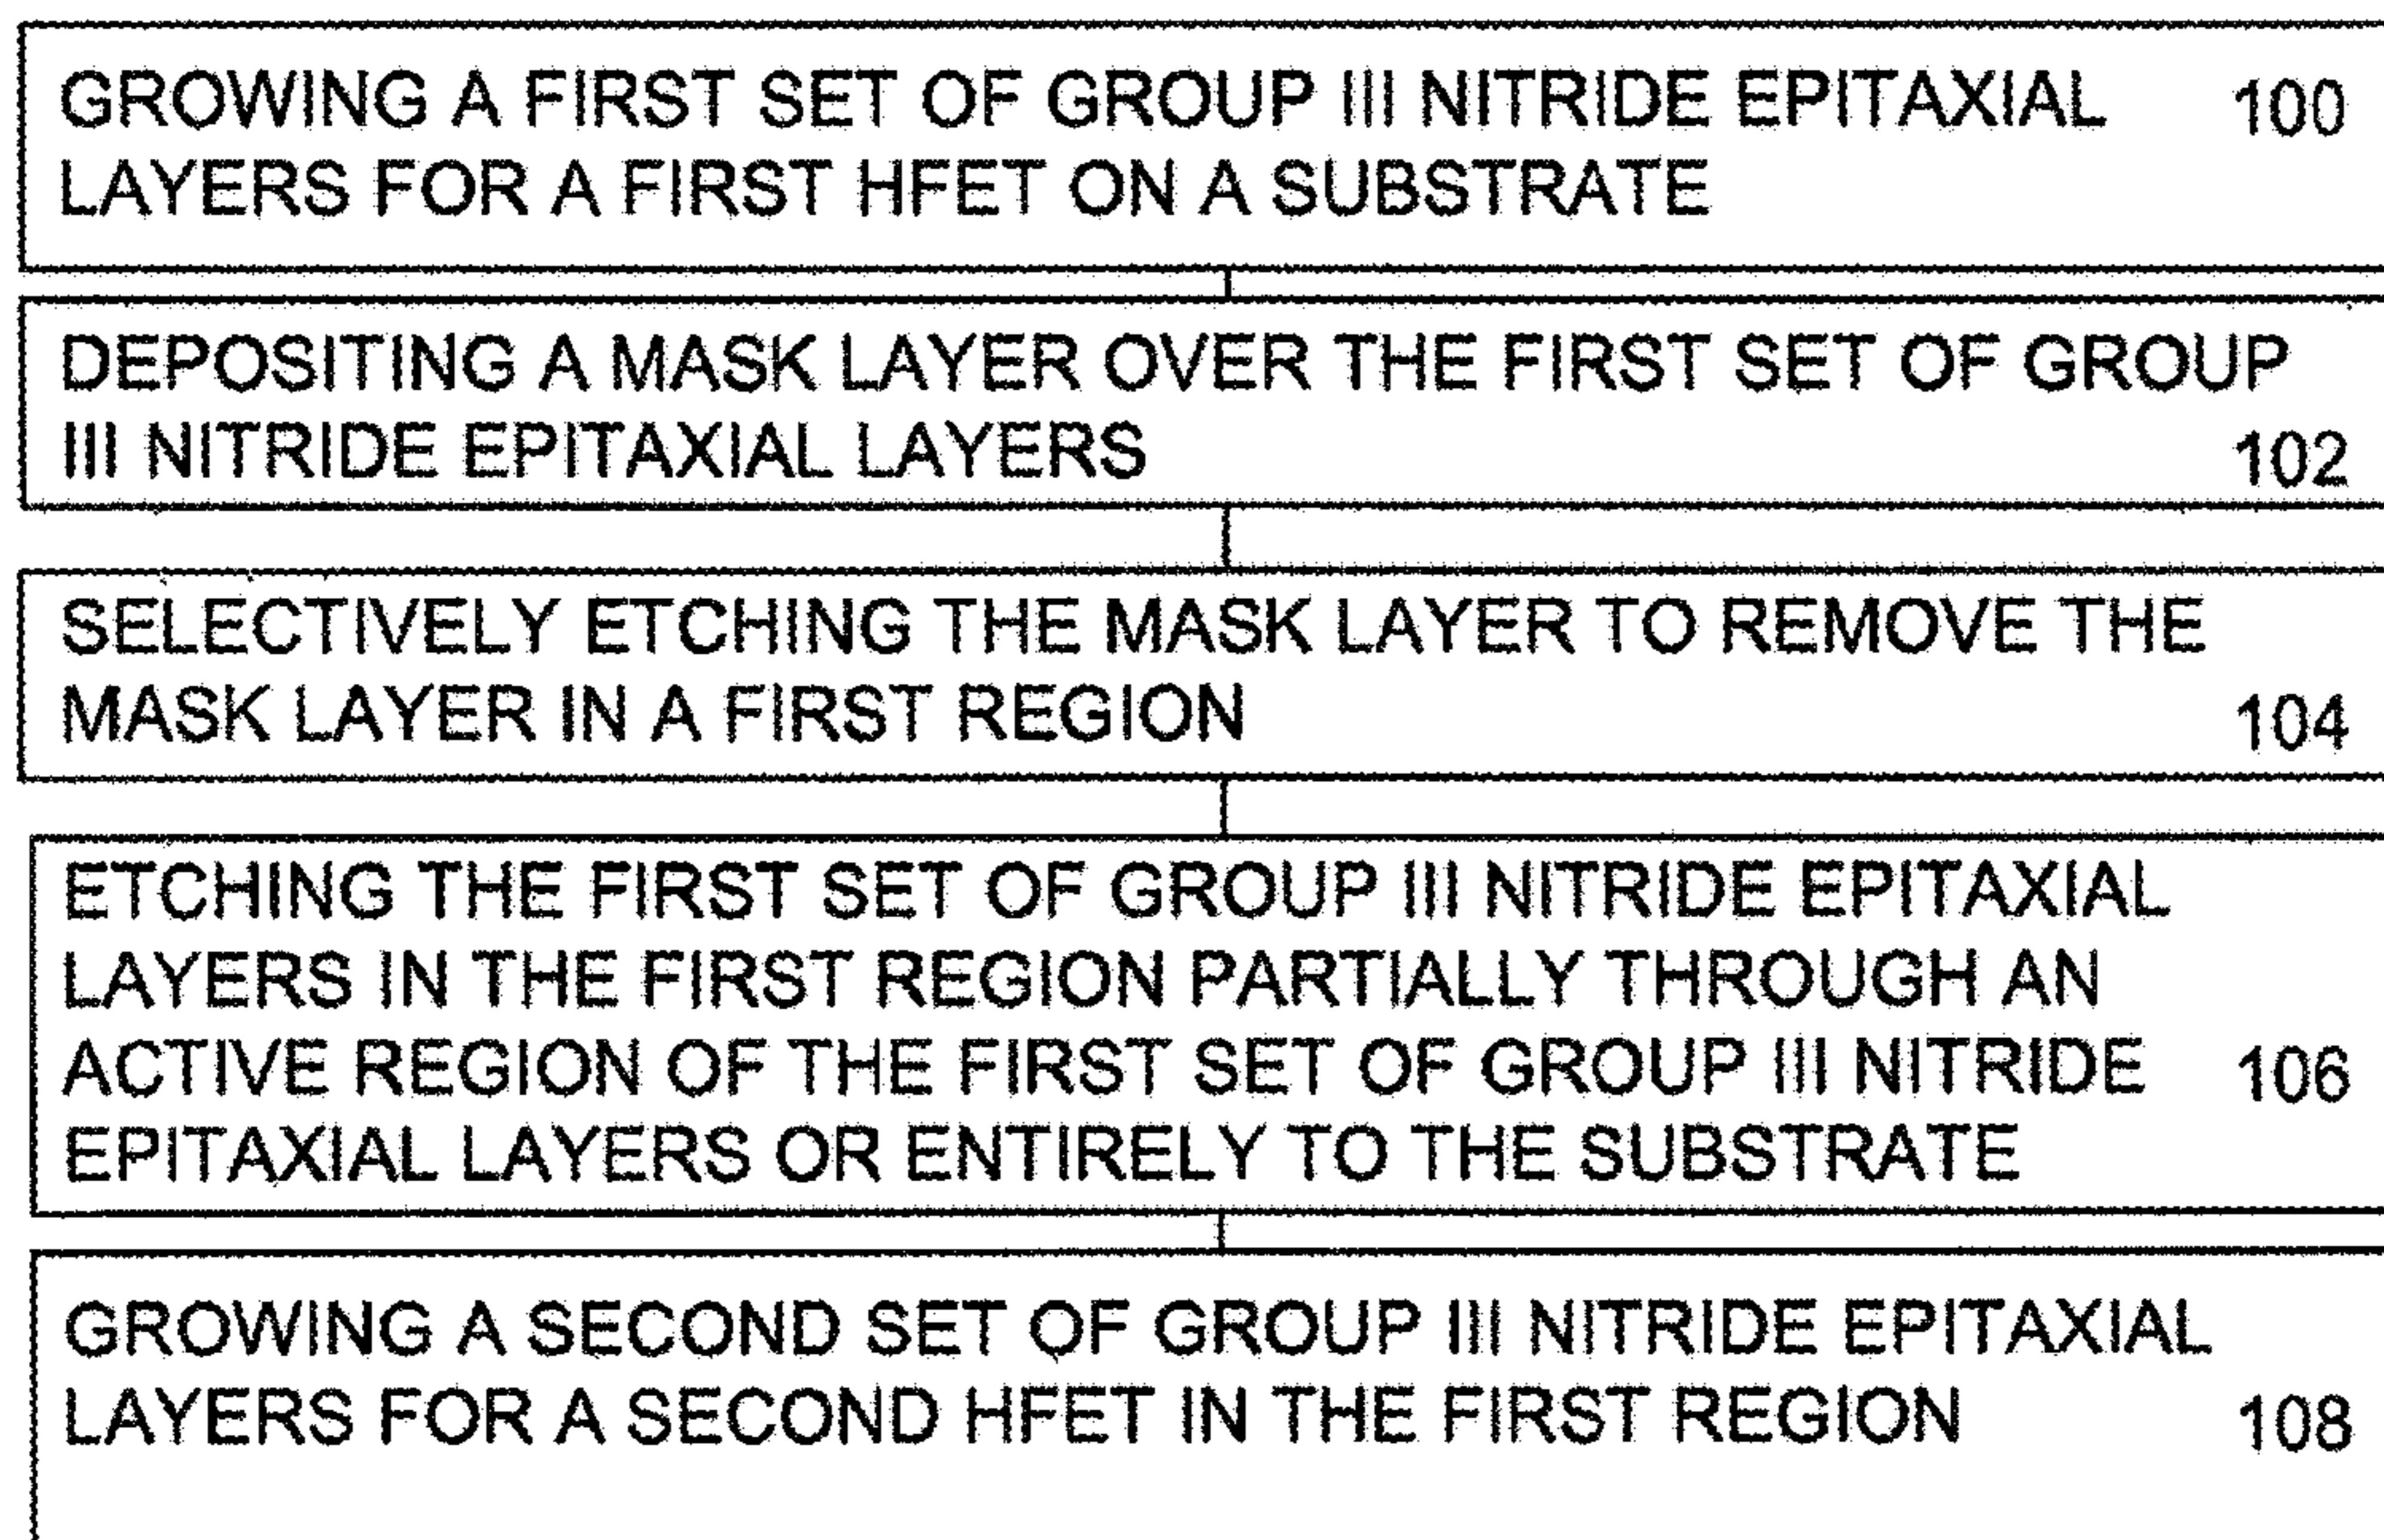 GROWING A FIRST SET OF GROUP III NITRIDE EPITAXIAL 100
LAYERS FOR A FIRST HFET ON A SUBSTRATE
DEPOSITING A MASK LAYER OVER THE FIRST SET OF GROUP
III NITRIDE EPITAXIAL LAYERS 102
SELECTIVELY ETCHING THE MASK LAYER TO REMOVE THE
MASK LAYER IN A FIRST REGION 104
ETCHING THE FIRST SET OF GROUP III NITRIDE EPITAXIAL
LAYERS IN THE FIRST REGION PARTIALLY THROUGH AN
ACTIVE REGION OF THE FIRST SET OF GROUP III NITRIDE 106
EPITAXIAL LAYERS OR ENTIRELY TO THE SUBSTRATE
GROWING A SECOND SET OF GROUP III NITRIDE EPITAXIAL
LAYERS FOR A SECOND HFET IN THE FIRST REGION 108